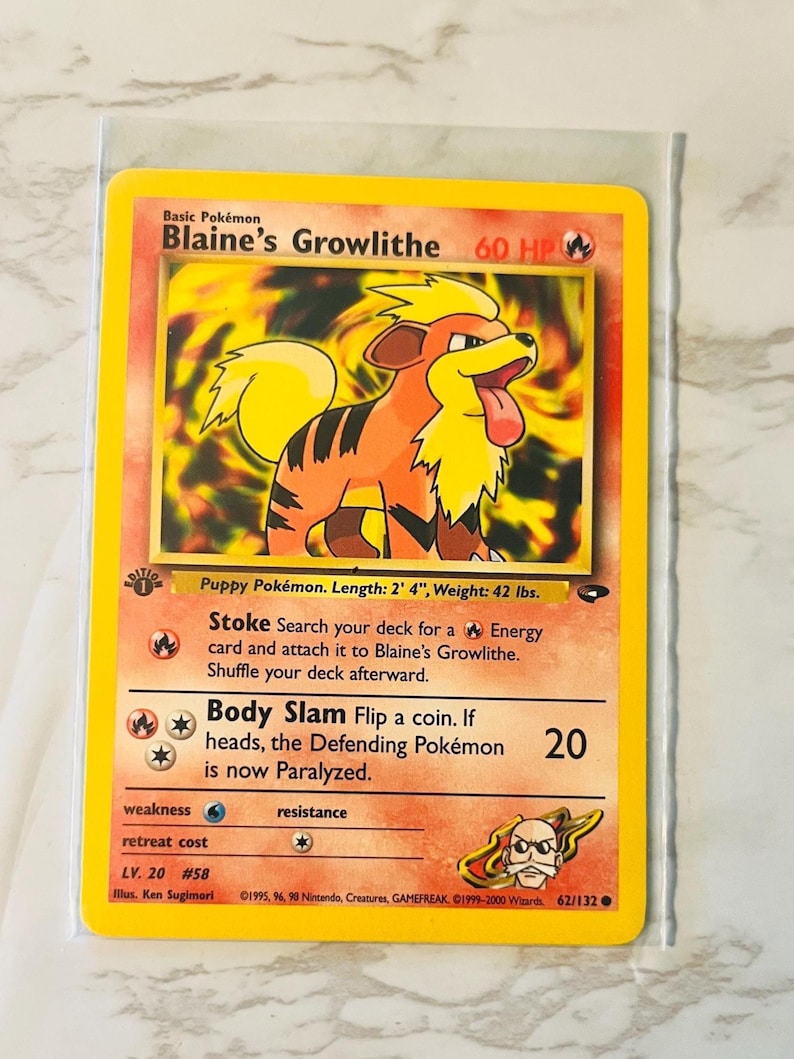 Basic Pokémon
Blaine's Growlithe 60 HP
EDITION
1
Puppy Pokémon. Length: 2' 4", Weight: 42 lbs.
Stoke Search your deck for a Energy
card and attach it to Blaine's Growlithe.
Shuffle your deck afterward.
Body Slam Flip a coin. If
heads, the Defending Pokémon 20
is now Paralyzed.
weakness resistance
retreat cost
LV. 20 #58
Illus. Ken Sugimori ©1995, 96, 98 Nintendo, Creatures, GAMEFREAK. ©1999–2000 Wizards. 62/132